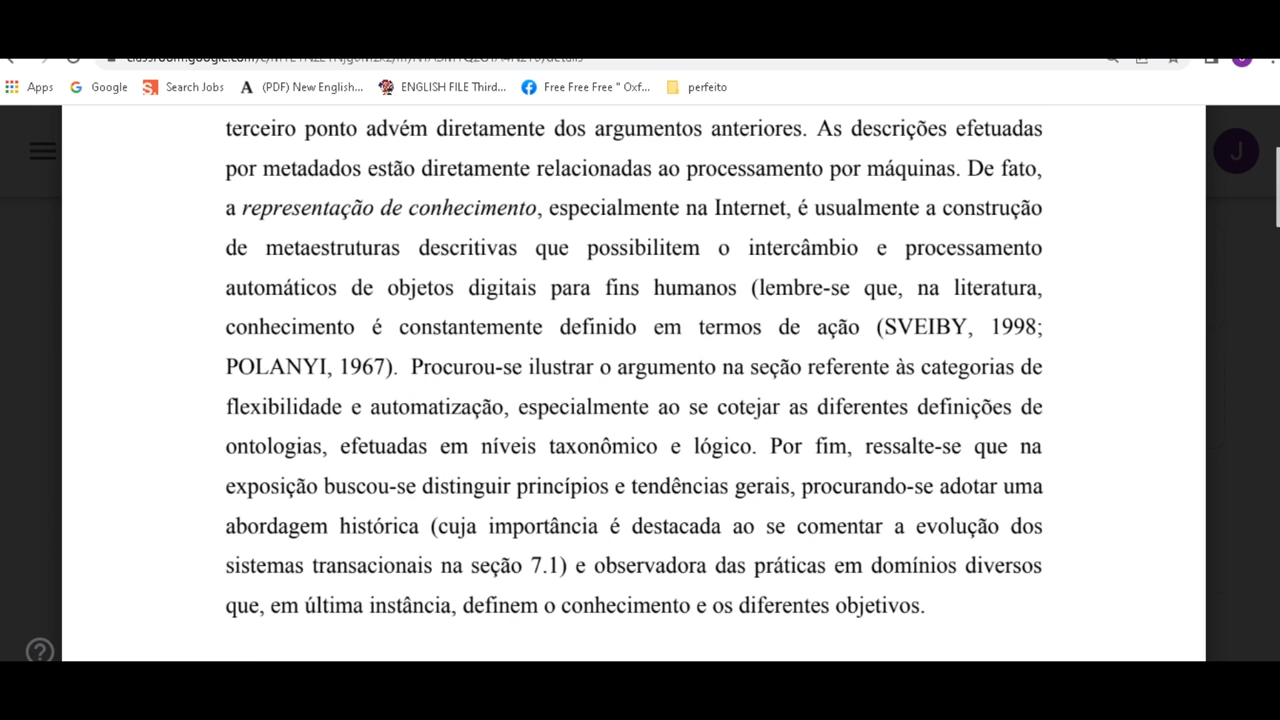 Apps Google Search Jobs (PDF) New English... ENGLISH FILE Third... Free Free Free " Oxf... perfeito
terceiro ponto advém diretamente dos argumentos anteriores. As descrições efetuadas
por metadados estão diretamente relacionadas ao processamento por máquinas. De fato,
J
a representação de conhecimento, especialmente na Internet, é usualmente a construção
de metaestruturas descritivas que possibilitem o intercâmbio e processamento
automáticos de objetos digitais para fins humanos (lembre-se que, na literatura,
conhecimento é constantemente definido em termos de ação (SVEIBY, 1998;
POLANYI, 1967). Procurou-se ilustrar o argumento na seção referente às categorias de
flexibilidade e automatização, especialmente ao se cotejar as diferentes definições de
ontologias, efetuadas em níveis taxonômico e lógico. Por fim, ressalte-se que na
exposição buscou-se distinguir princípios e tendências gerais, procurando-se adotar uma
abordagem histórica (cuja importância é destacada ao se comentar a evolução dos
sistemas transacionais na seção 7.1) e observadora das práticas em domínios diversos
que, em última instância, definem o conhecimento e os diferentes objetivos.